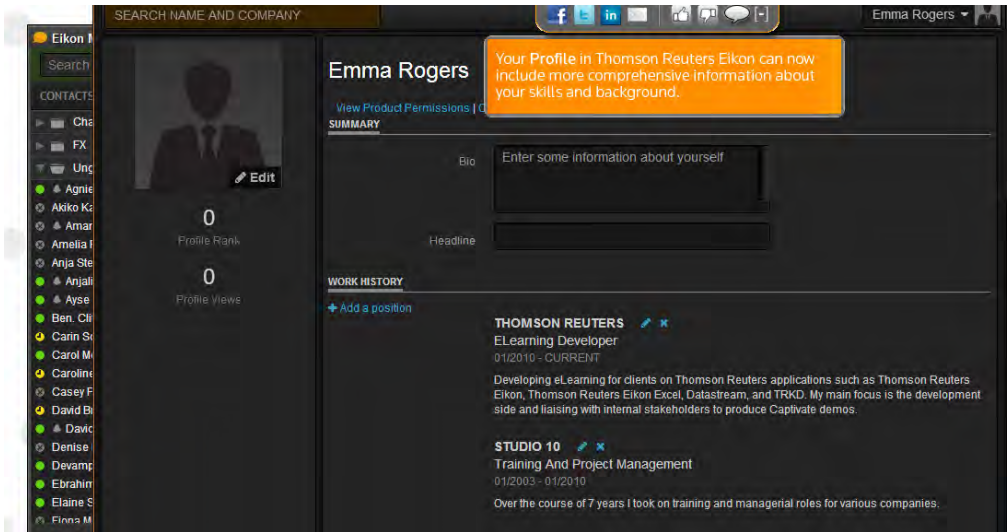 SEARCH NAME AND COMPANY
Emma Rogers
Eikon
Search
CONTACTS
FX
Akiko
Ben.
Carin
Carol
Caroline
Casey
David
Denise
Elaine
Edit
0
Profile Rank
0
Profile Views
Emma Rogers
Your Profile in Thomson Reuters Eikon can now
include more comprehensive information about
your skills and background.
View Product Permissions |
SUMMARY
Bio
Enter some information about yourself
Headline
WORK HISTORY
+ Add a position
THOMSON REUTERS
ELearning Developer
01/2010 - CURRENT
Developing eLearning for clients on Thomson Reuters applications such as Thomson Reuters
Eikon, Thomson Reuters Eikon Excel, Datastream, and TRKD. My main focus is the development
side and liaising with internal stakeholders to produce Captivate demos.
STUDIO 10
Training And Project Management
01/2003 - 01/2010
Over the course of 7 years I took on training and managerial roles for various companies.